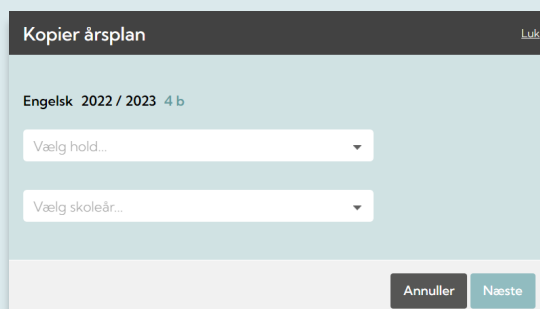 Kopier årsplan Luk
Engelsk 2022 / 2023 4 b
Vælg hold...
Vælg skoleår...
Annuller Næste